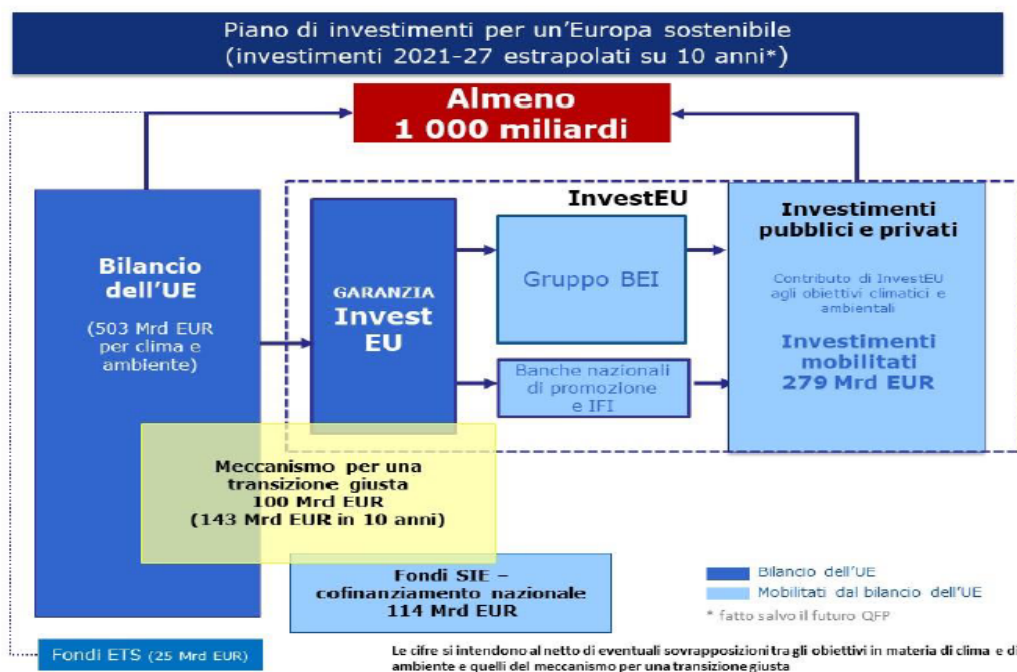 Piano di investimenti per un'Europa sostenibile
(investimenti 2021-27 estrapolati su 10 anni*)
Almeno
1 000 miliardi
Bilancio
dell'UE
(503 Mrd EUR
per clima e
ambiente)
InvestEU
GARANZIA
Invest
EU
Gruppo BEI
Banche nazionali
di promozione
e IFI
Investimenti
pubblici e privati
Contributo di InvestEU
agli obiettivi climatici e
ambientali
Investimenti
mobilitati
279 Mrd EUR
Meccanismo per una
transizione giusta
100 Mrd EUR
(143 Mrd EUR in 10 anni)
Fondi SIE –
cofinanziamento nazionale
114 Mrd EUR
Bilancio dell'UE
Mobilitati dal bilancio dell'UE
* fatto salvo il futuro QFP
Fondi ETS (25 Mrd EUR)
Le cifre si intendono al netto di eventuali sovrapposizioni tra gli obiettivi in materia di clima e di
ambiente e quelli del meccanismo per una transizione giusta